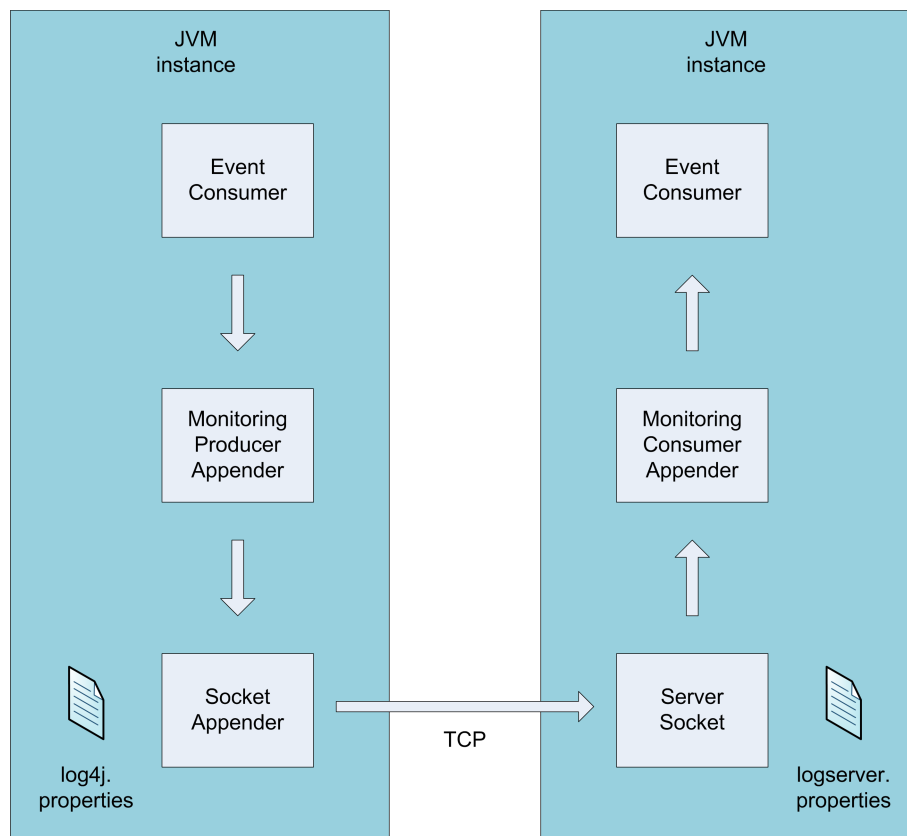 JVM
instance
Event
Consumer
Monitoring
Producer
Appender
Socket
Appender
log4j.
properties
TCP
JVM
instance
Event
Consumer
Monitoring
Consumer
Appender
Server
Socket
logserver.
properties